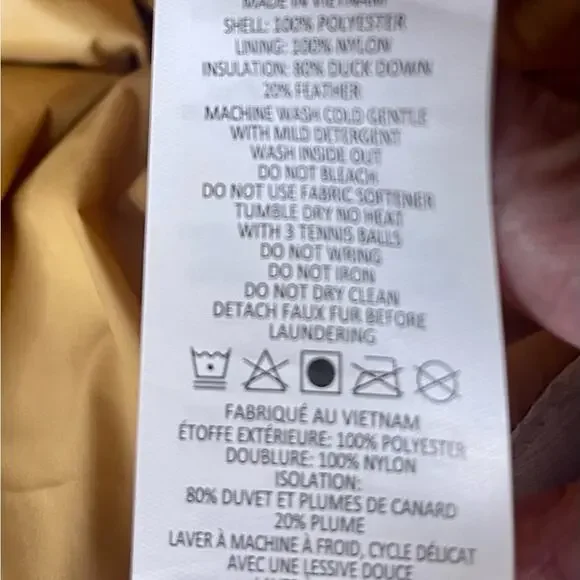 MADE IN VIETNAM
SHELL: 100% POLYESTER
LINING: 100% NYLON
INSULATION: 80% DUCK DOWN
20% FEATHER
MACHINE WASH COLD GENTLE
WITH MILD DETERGENT
WASH INSIDE OUT
DO NOT BLEACH
DO NOT USE FABRIC SOFTENER
TUMBLE DRY NO HEAT
WITH 3 TENNIS BALLS
DO NOT WRING
DO NOT IRON
DO NOT DRY CLEAN
DETACH FAUX FUR BEFORE
LAUNDERING
FABRIQUÉ AU VIETNAM
ÉTOFFE EXTÉRIEURE: 100% POLYESTER
DOUBLURE: 100% NYLON
ISOLATION:
80% DUVET ET PLUMES DE CANARD
20% PLUME
LAVER À MACHINE À FROID, CYCLE DÉLICAT
AVEC UNE LESSIVE DOUCE